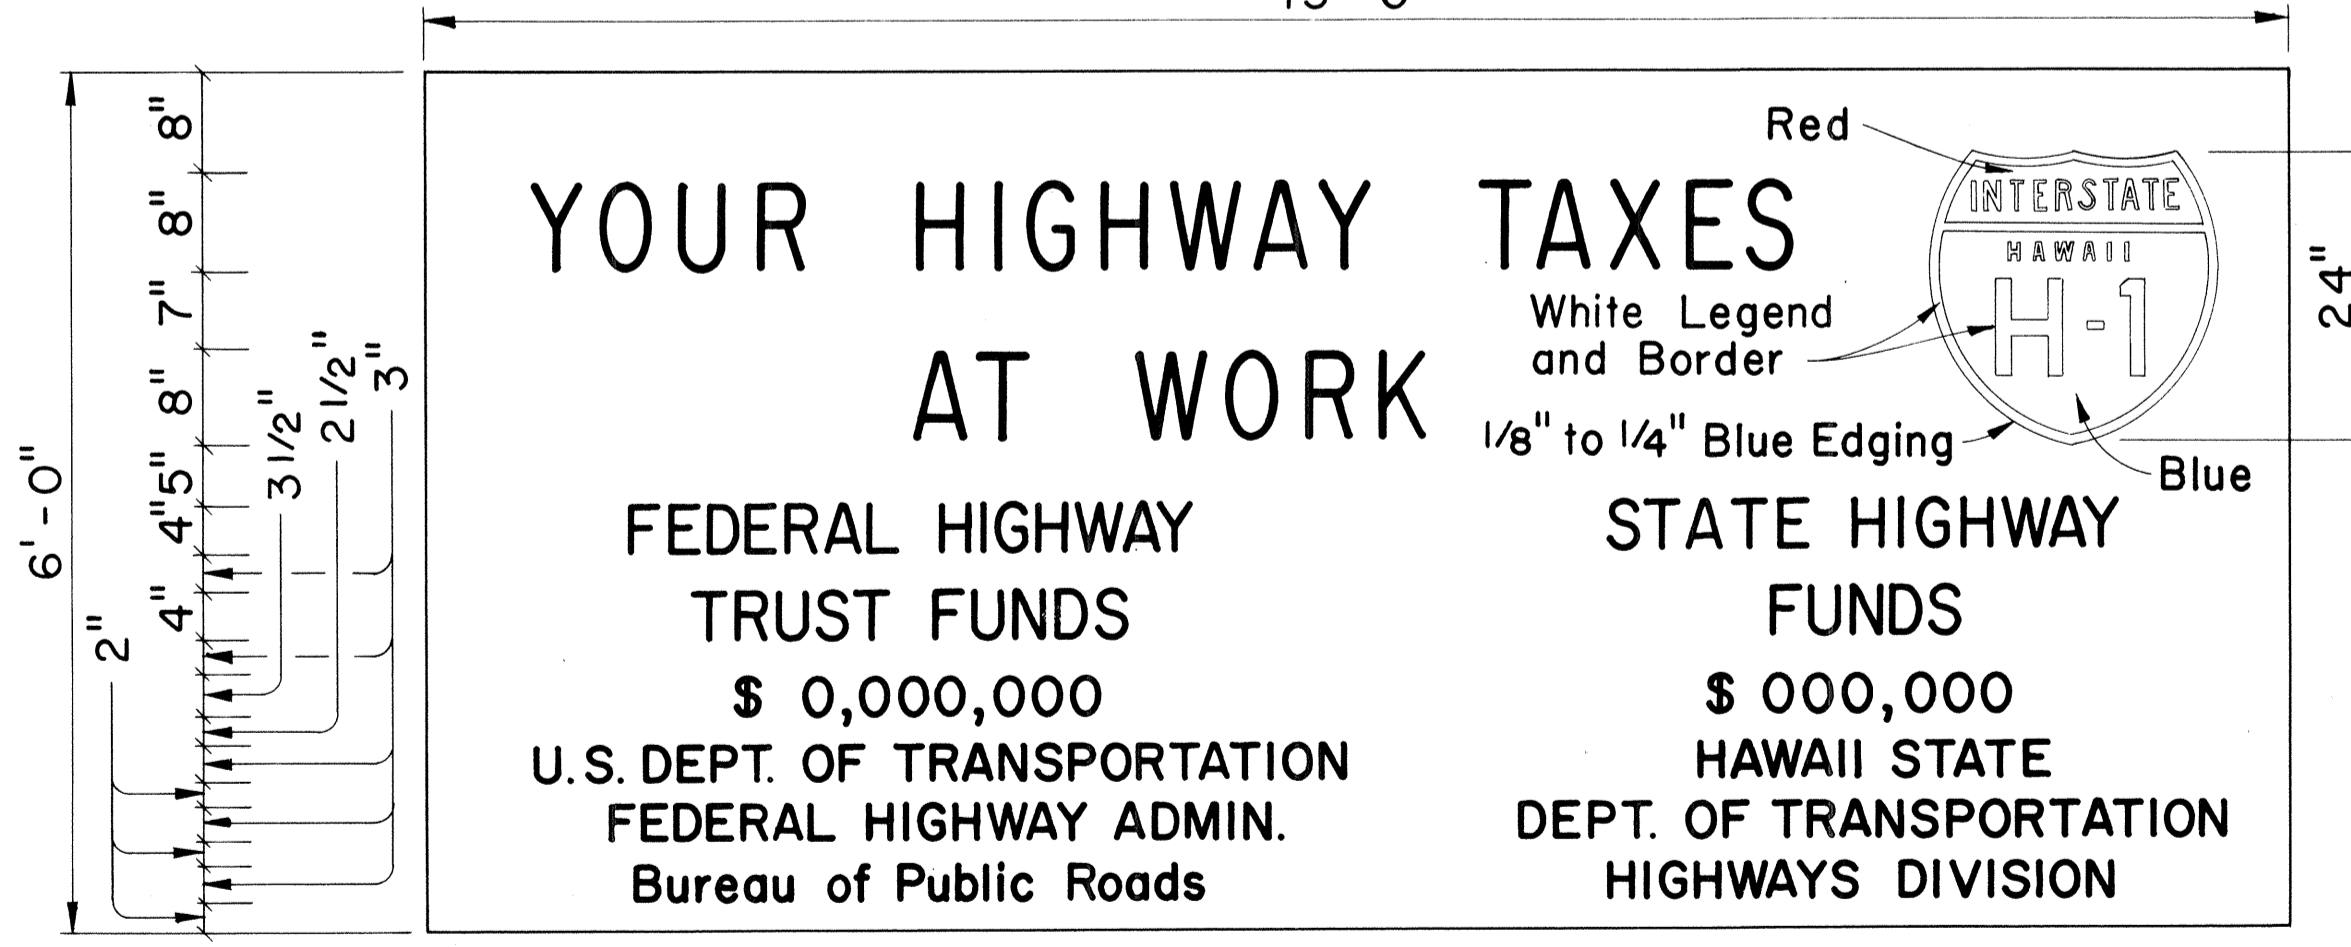 Red
YOUR HIGHWAY TAXES
AT WORK
INTERSTATE
HAWAII
H-1
White Legend
and Border
1/8" to 1/4" Blue Edging
Blue
FEDERAL HIGHWAY
TRUST FUNDS
$ 0,000,000
U.S. DEPT. OF TRANSPORTATION
FEDERAL HIGHWAY ADMIN.
Bureau of Public Roads
STATE HIGHWAY
FUNDS
$ 000,000
HAWAII STATE
DEPT. OF TRANSPORTATION
HIGHWAYS DIVISION
6'-0"
2"
8"
8"
7"
8"
5"
4"
4"
3 1/2"
2 1/2"
3"
24"